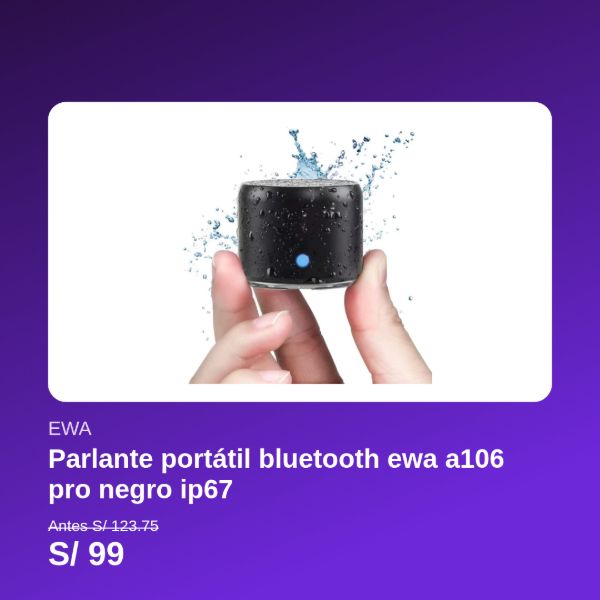 EWA
Parlante portátil bluetooth ewa a106
pro negro ip67
Antes S/ 123.75
S/ 99